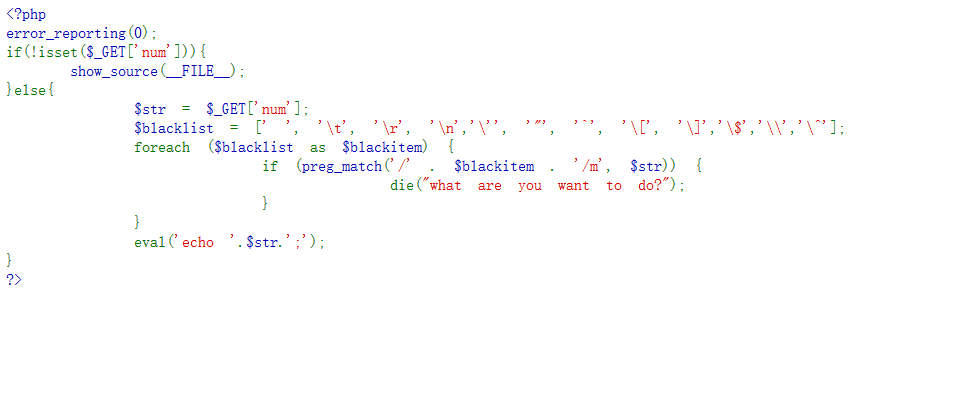 <?php
error_reporting(0);
if(!isset($_GET['num'])){
        show_source(__FILE__);
}else{
                $str = $_GET['num'];
                $blacklist = [' ', '\t', '\r', '\n','\'', '"', '`', '\[', '\]','\$','\\','\^'];
                foreach ($blacklist as $blackitem) {
                                if (preg_match('/' . $blackitem . '/m', $str)) {
                                                die("what are you want to do?");
                                }
                }
                eval('echo '.$str.';');
}
?>